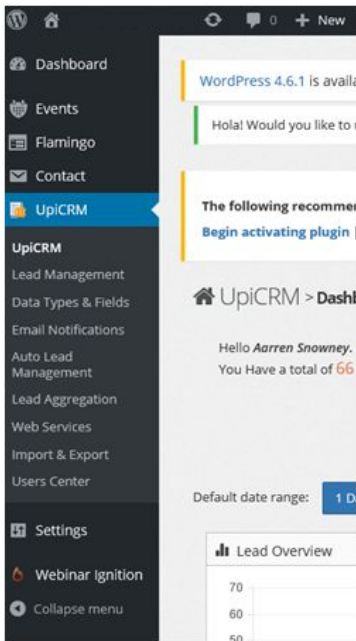 0 New
Dashboard
Events
Flamingo
Contact
UpiCRM
UpiCRM
Lead Management
Data Types & Fields
Email Notifications
Auto Lead
Management
Lead Aggregation
Web Services
Import & Export
Users Center
Settings
Webinar Ignition
Collapse menu
WordPress 4.6.1 is availa
Hola! Would you like to
The following recommen
Begin activating plugin |
UpiCRM > Dashb
Hello Aarren Snowney.
You Have a total of 66
Default date range: 1 Da
Lead Overview
70
60
50